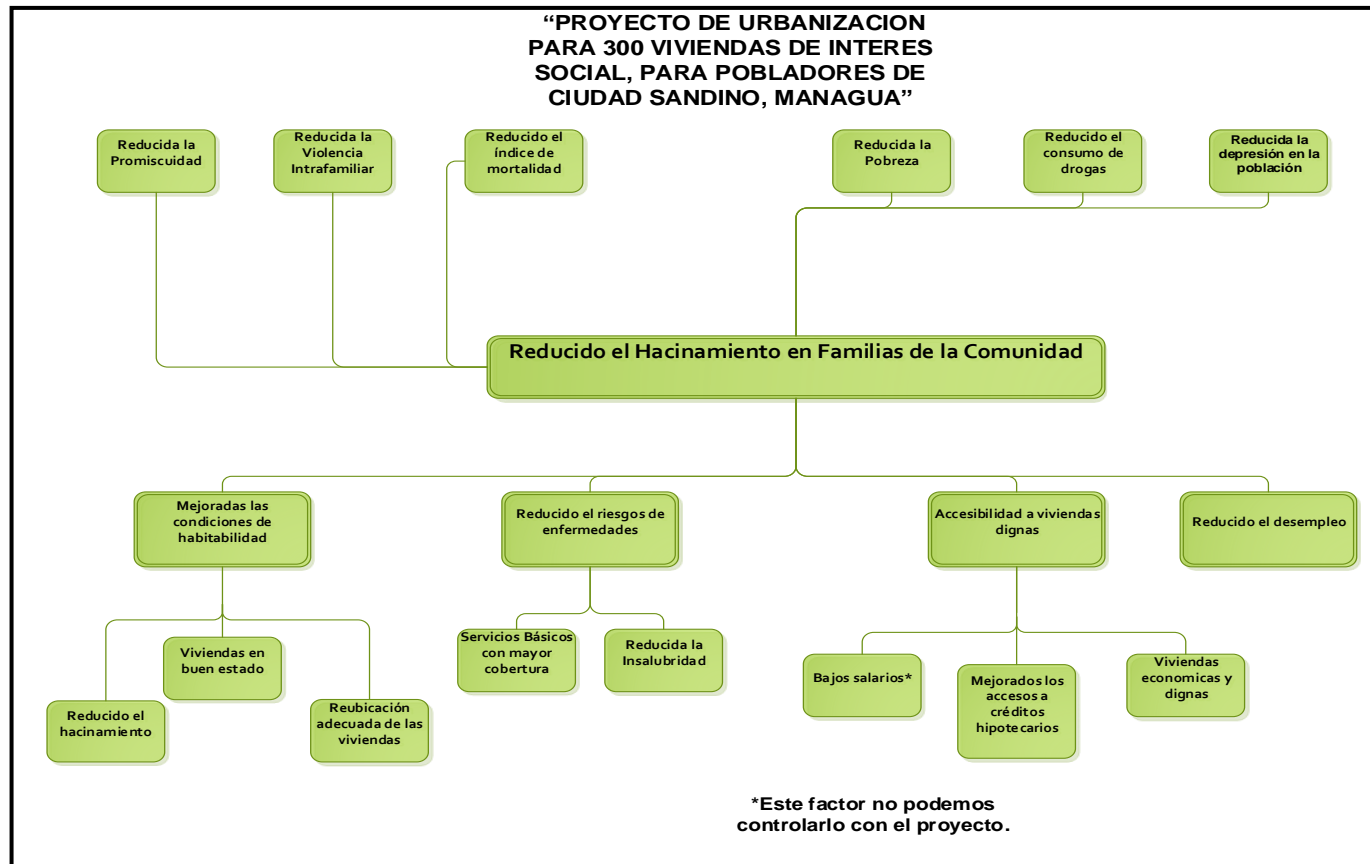 “PROYECTO DE URBANIZACION
PARA 300 VIVIENDAS DE INTERES
SOCIAL, PARA POBLADORES DE
CIUDAD SANDINO, MANAGUA”
Reducida la
Promiscuidad
Reducida la
Violencia
Intrafamiliar
Reducido el
índice de
mortalidad
Reducida la
Pobreza
Reducido el
consumo de
drogas
Reducida la
depresión en la
población
Reducido el Hacinamiento en Familias de la Comunidad
Mejoradas las
condiciones de
habitabilidad
Reducido el riesgos de
enfermedades
Accesibilidad a viviendas
dignas
Reducido el desempleo
Reducido el
hacinamiento
Viviendas en
buen estado
Reubicación
adecuada de las
viviendas
Servicios Básicos
con mayor
cobertura
Reducida la
Insalubridad
Bajos salarios*
Mejorados los
accesos a
créditos
hipotecarios
Viviendas
economicas y
dignas
*Este factor no podemos
controlarlo con el proyecto.